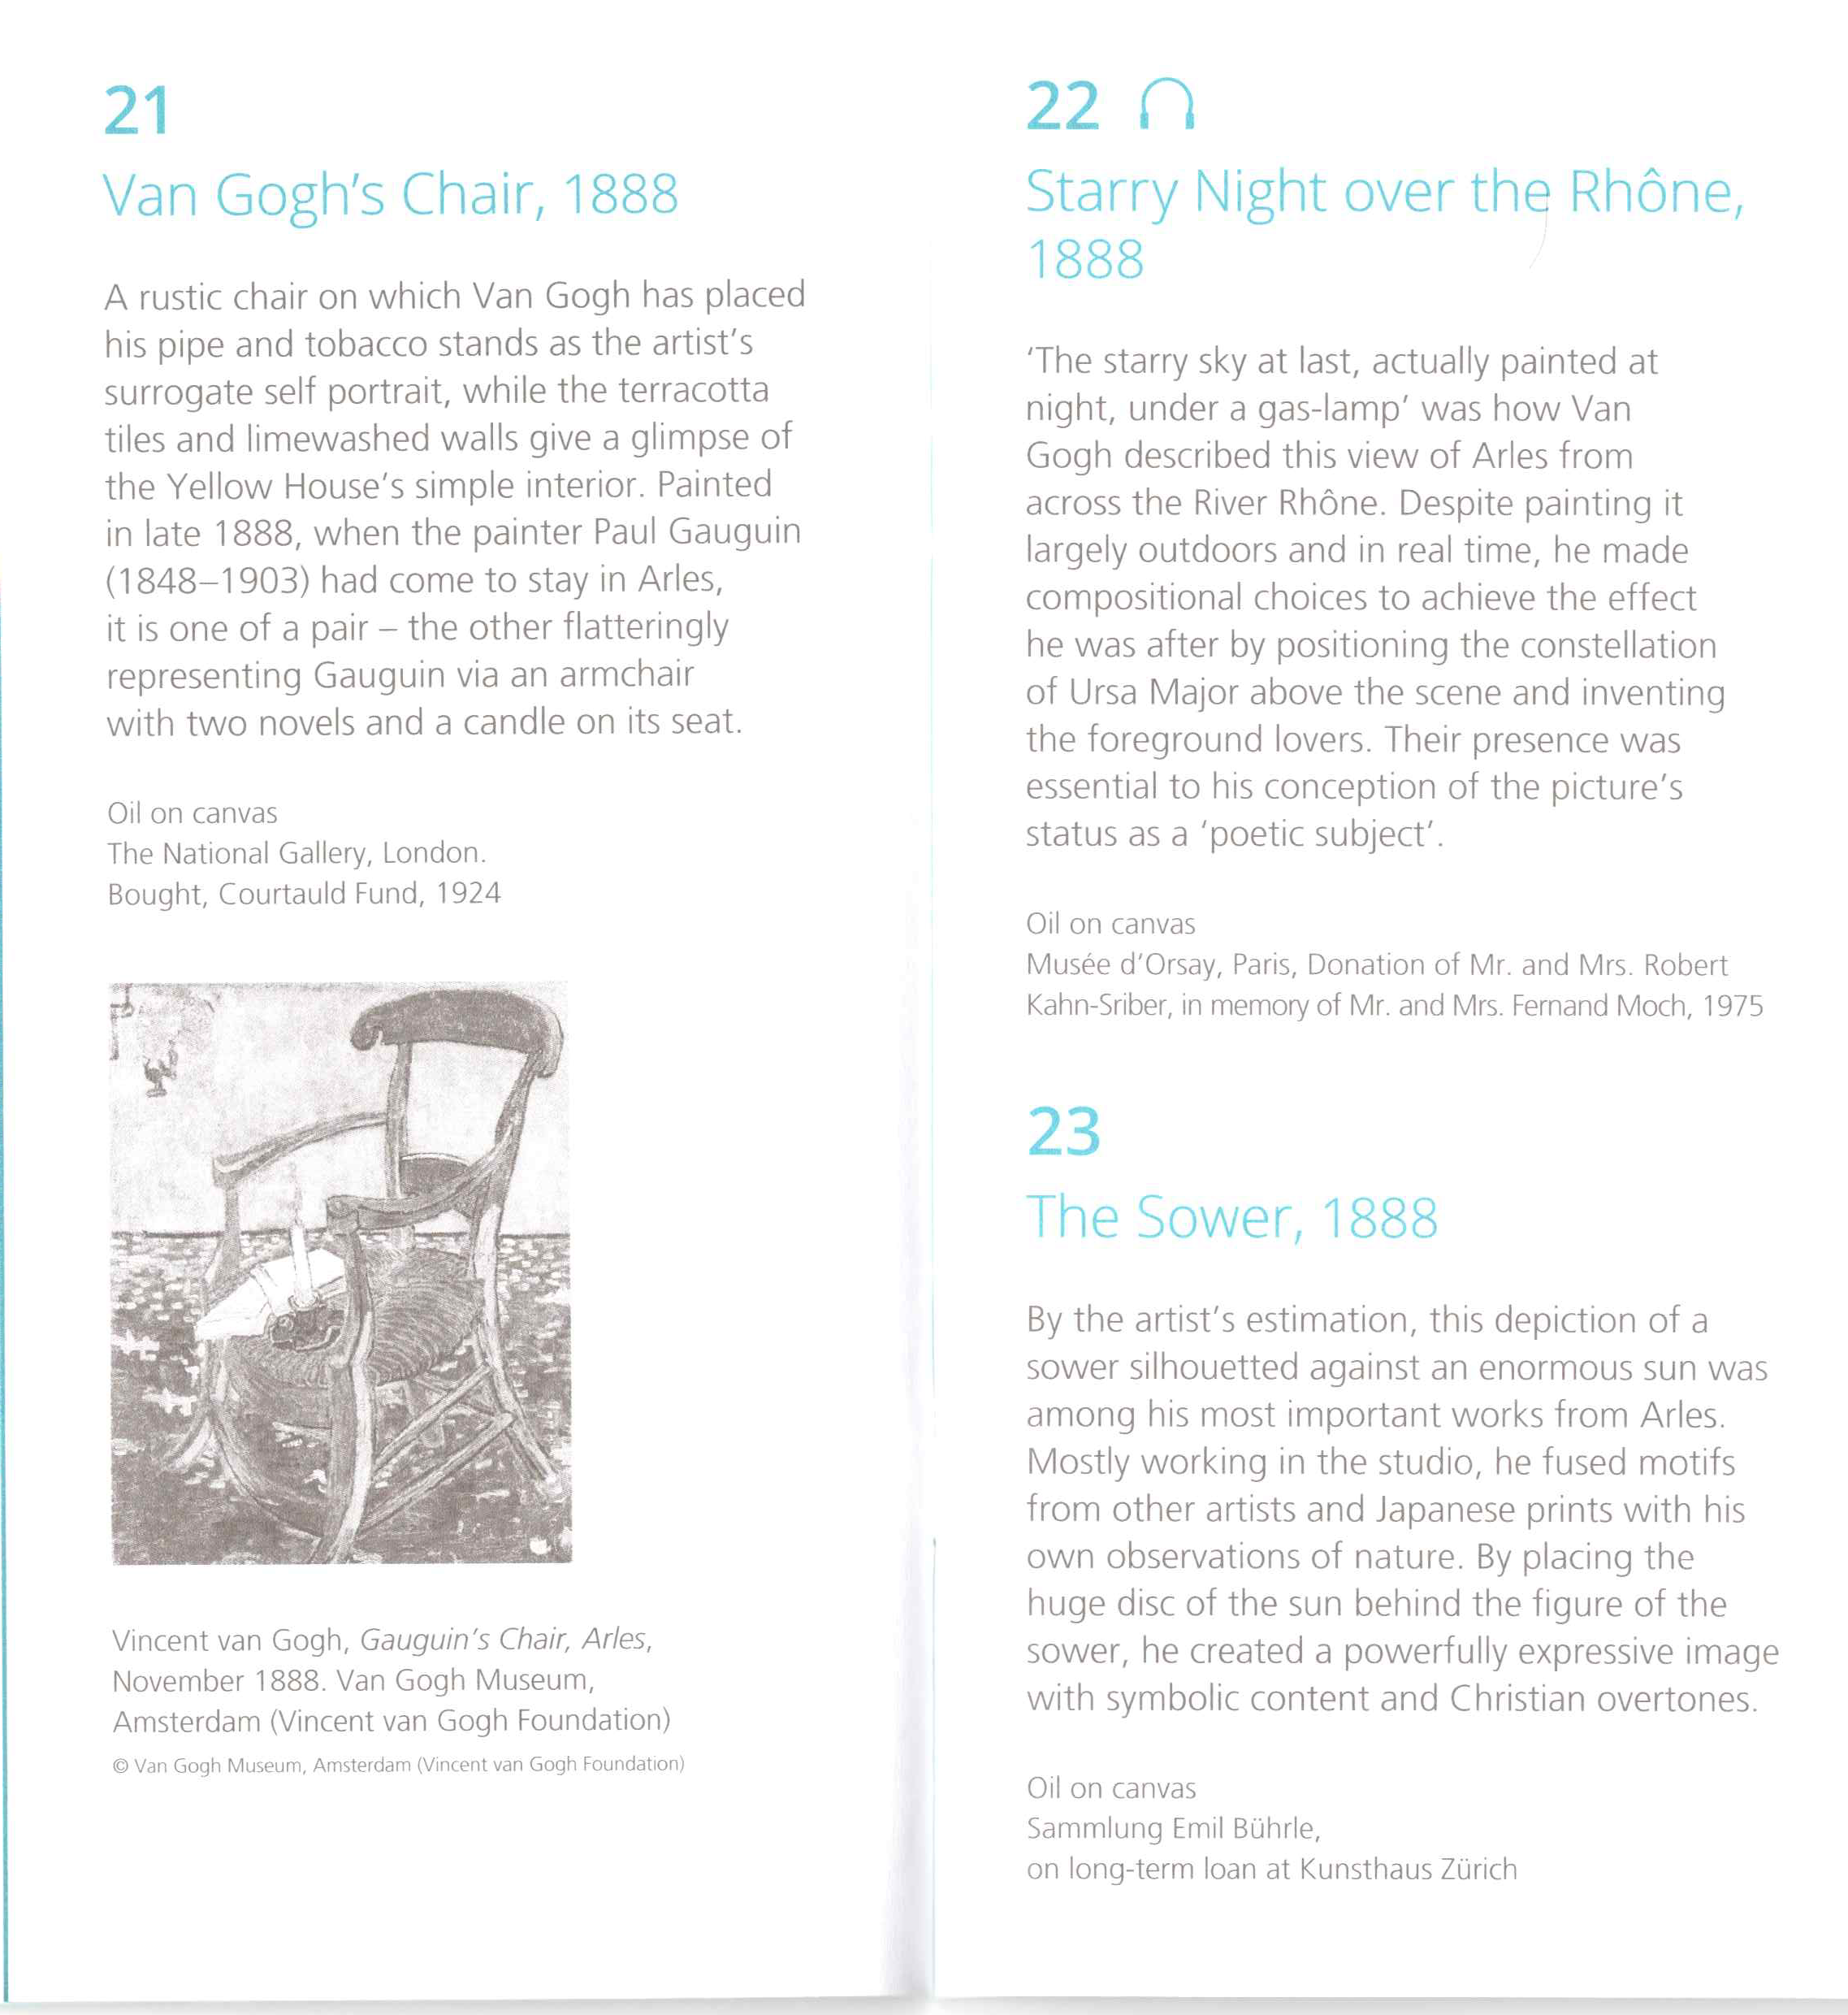 21
Van Gogh’s Chair, 1888
A rustic chair on which Van Gogh has placed
his pipe and tobacco stands as the artist’s
surrogate self portrait, while the terracotta
tiles and limewashed walls give a glimpse of
the Yellow House’s simple interior. Painted
in late 1888, when the painter Paul Gauguin
(1848–1903) had come to stay in Arles,
it is one of a pair – the other flatteringly
representing Gauguin via an armchair
with two novels and a candle on its seat.
Oil on canvas
The National Gallery, London.
Bought, Courtauld Fund, 1924
Vincent van Gogh, Gauguin’s Chair, Arles,
November 1888. Van Gogh Museum,
Amsterdam (Vincent van Gogh Foundation)
© Van Gogh Museum, Amsterdam (Vincent van Gogh Foundation)
22
Starry Night over the Rhône,
1888
‘The starry sky at last, actually painted at
night, under a gas-lamp’ was how Van
Gogh described this view of Arles from
across the River Rhône. Despite painting it
largely outdoors and in real time, he made
compositional choices to achieve the effect
he was after by positioning the constellation
of Ursa Major above the scene and inventing
the foreground lovers. Their presence was
essential to his conception of the picture’s
status as a ‘poetic subject’.
Oil on canvas
Musée d’Orsay, Paris, Donation of Mr. and Mrs. Robert
Kahn-Sriber, in memory of Mr. and Mrs. Fernand Moch, 1975
23
The Sower, 1888
By the artist’s estimation, this depiction of a
sower silhouetted against an enormous sun was
among his most important works from Arles.
Mostly working in the studio, he fused motifs
from other artists and Japanese prints with his
own observations of nature. By placing the
huge disc of the sun behind the figure of the
sower, he created a powerfully expressive image
with symbolic content and Christian overtones.
Oil on canvas
Sammlung Emil Bührle,
on long-term loan at Kunsthaus Zürich